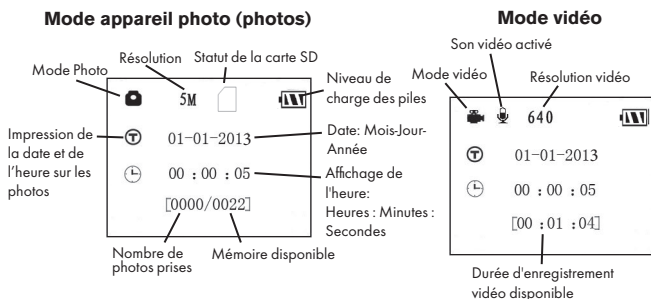 Mode appareil photo (photos)
Résolution
Statut de la carte SD
Mode Photo
5M
Niveau de
charge des piles
Impression de
la date et de
l'heure sur les
photos
T
01-01-2013
Date: Mois-Jour-
Année
00 : 00 : 05
Affichage de
l'heure:
Heures : Minutes :
Secondes
[0000/0022]
Nombre de
photos prises
Mémoire disponible
Mode vidéo
Son vidéo activé
Mode vidéo
Résolution vidéo
640
T
01-01-2013
00 : 00 : 05
[00 : 01 : 04]
Durée d'enregistrement
vidéo disponible